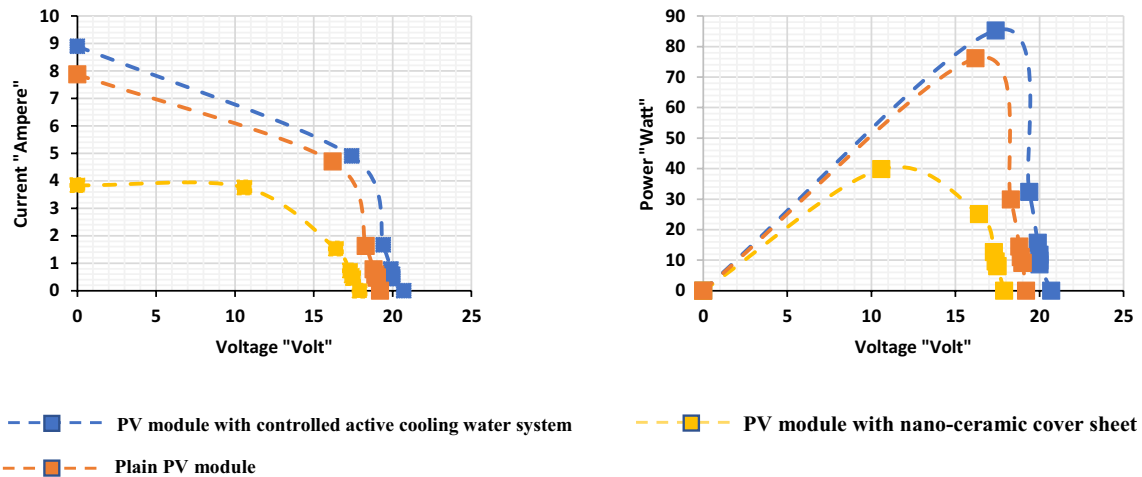 10
9
8
7
6
5
4
3
2
1
0
0 5 10 15 20 25
Current "Ampere"
Voltage "Volt"
90
80
70
60
50
40
30
20
10
0
0 5 10 15 20 25
Power "Watt"
Voltage "Volt"
PV module with controlled active cooling water system
PV module with nano-ceramic cover sheet
Plain PV module